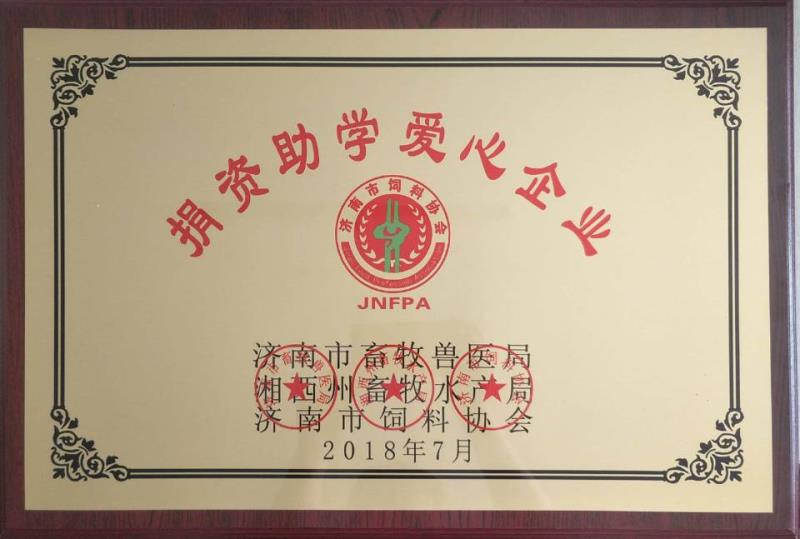 捐资助学爱心企业
济南市饲料协会
JNFPA
济南市畜牧兽医局
湘西州畜牧水产局
济南市饲料协会
2018年7月